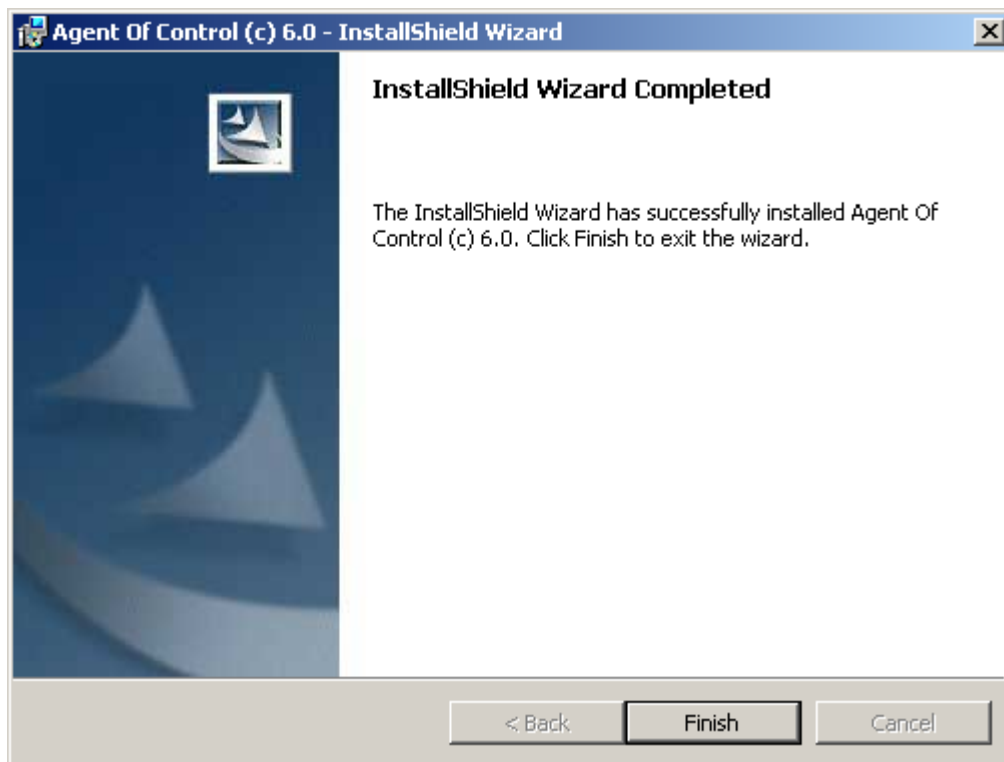 Agent Of Control (c) 6.0 - InstallShield Wizard
InstallShield Wizard Completed
The InstallShield Wizard has successfully installed Agent Of
Control (c) 6.0. Click Finish to exit the wizard.
< Back
Finish
Cancel